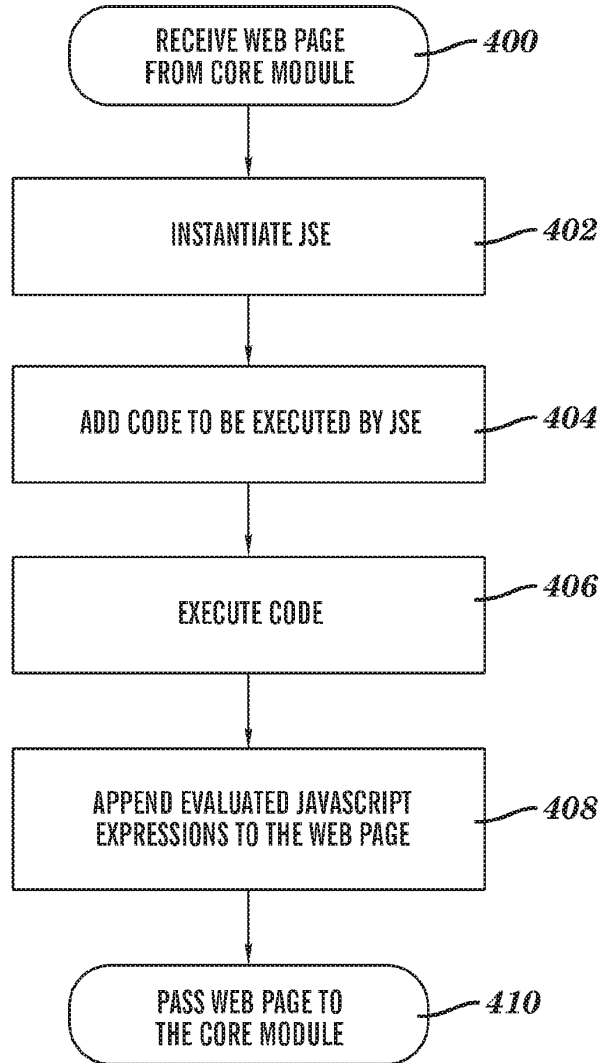 RECEIVE WEB PAGE
FROM CORE MODULE
400
INSTANTIATE JSE
402
ADD CODE TO BE EXECUTED BY JSE
404
EXECUTE CODE
406
APPEND EVALUATED JAVASCRIPT
EXPRESSIONS TO THE WEB PAGE
408
PASS WEB PAGE TO
THE CORE MODULE
410